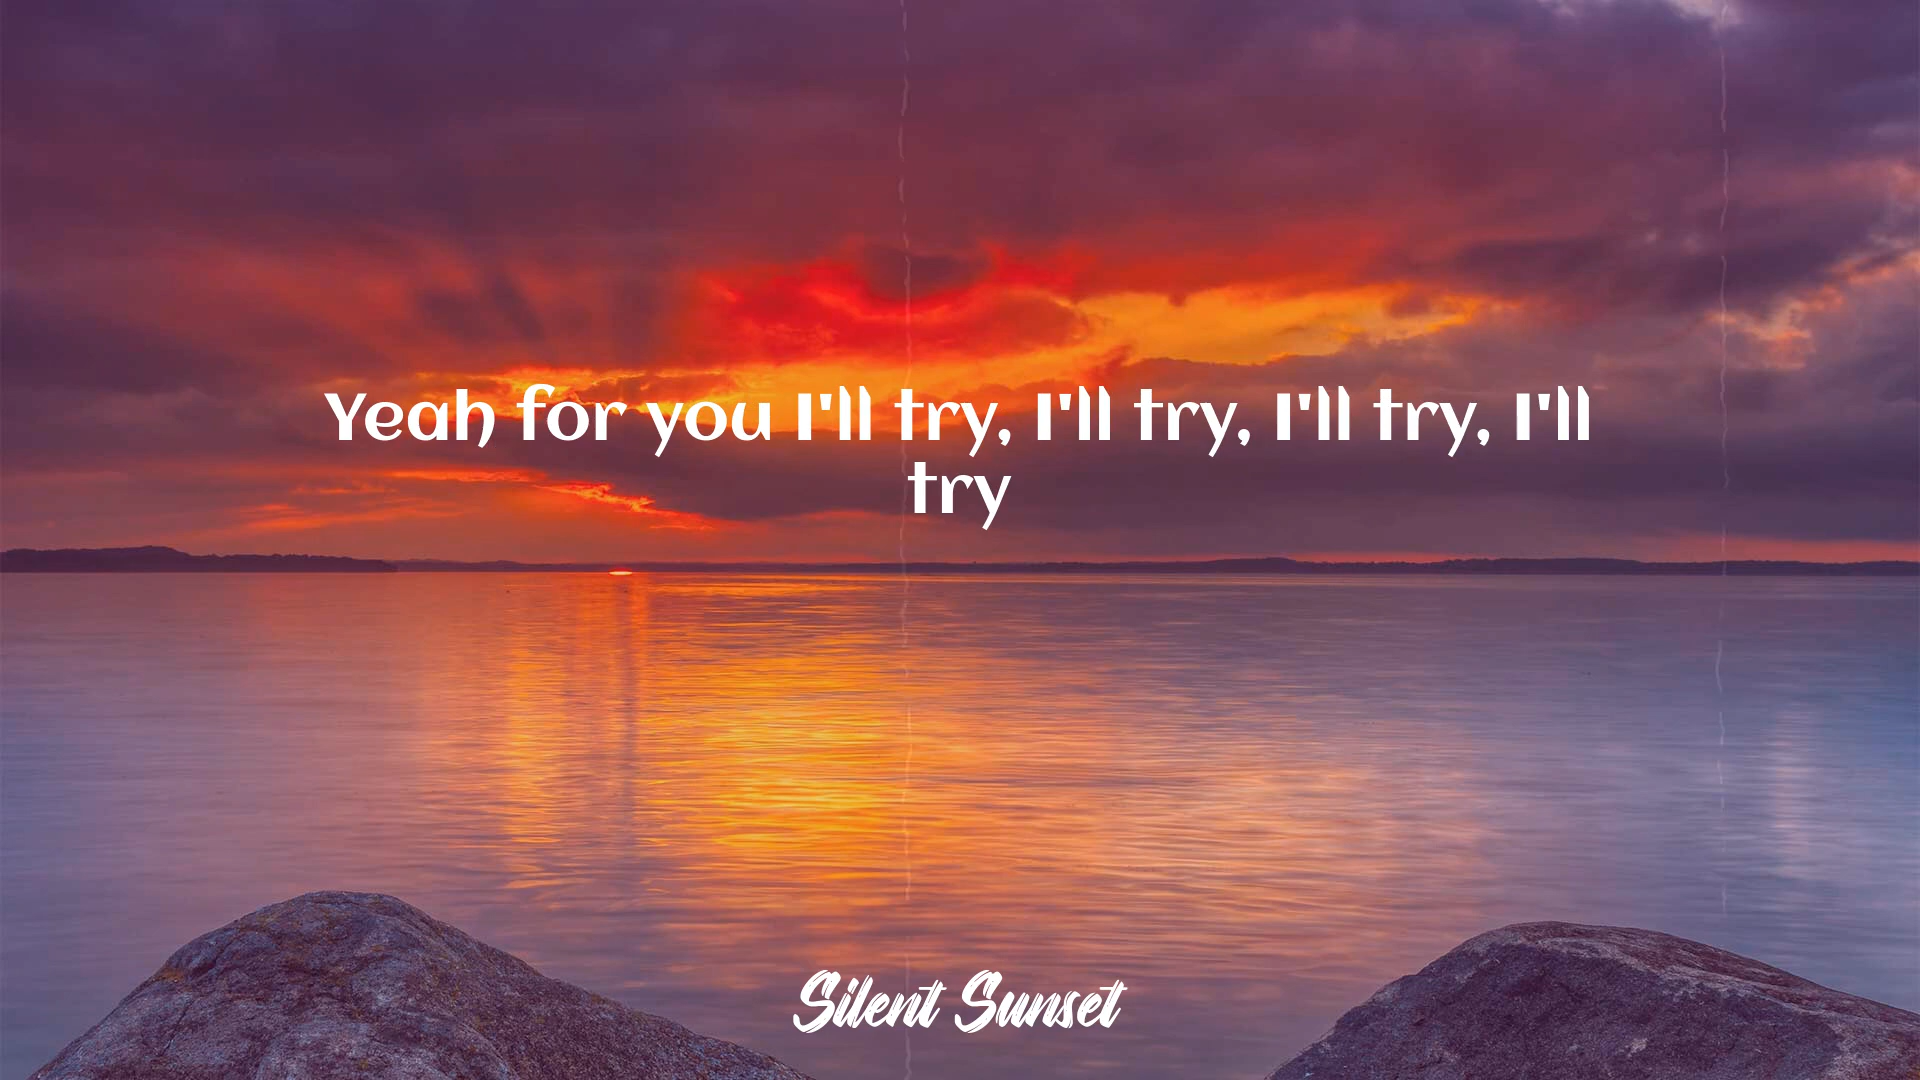 Yeah for you I'll try, I'll try, I'll try, I'll
try
Silent Sunset